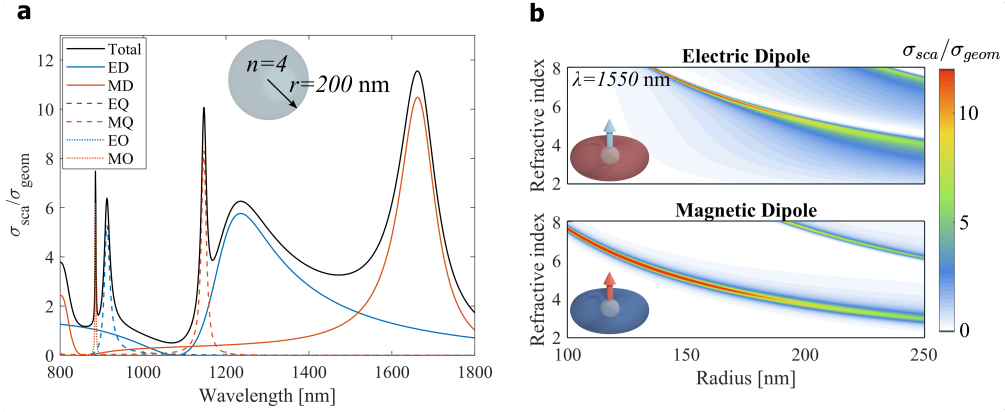 a
σsca/σgeom
12
10
8
6
4
2
0
Total
ED
MD
EQ
MQ
EO
MO
n=4
r=200 nm
800
1000
1200
1400
1600
1800
Wavelength [nm]
b
σsca/σgeom
Electric Dipole
Refractive index
8
6
4
2
λ=1550 nm
10
5
0
Magnetic Dipole
Refractive index
8
6
4
2
100
150
200
250
Radius [nm]